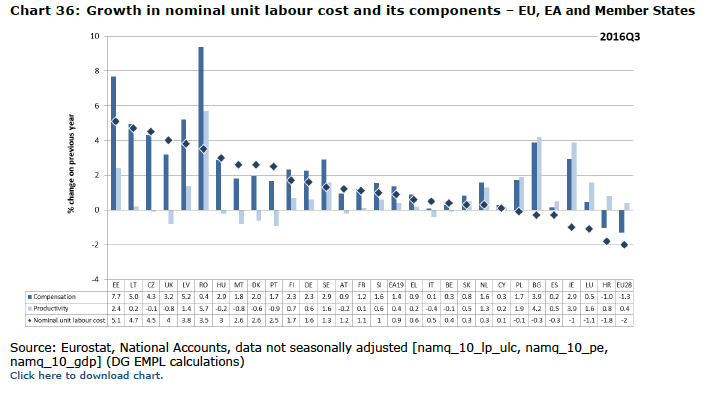 Chart 36: Growth in nominal unit labour cost and its components – EU, EA and Member States
2016Q3
% change on previous year
10
8
6
4
2
0
-2
-4
EE LT CZ UK LV RO HU MT DK PT FI DE SE AT FR SI EA19 EL IT BE SK NL CY PL BG ES IE LU HR EU28
Compensation 7.7 5.0 4.3 3.2 5.2 9.4 2.9 1.8 2.0 1.7 2.3 2.3 2.9 0.9 1.2 1.6 1.4 0.9 0.1 0.3 0.8 1.6 0.3 1.7 3.9 0.2 2.9 0.5 -1.0 -1.3
Productivity 2.4 0.2 -0.1 -0.8 1.4 5.7 -0.2 -0.8 -0.6 -0.9 0.7 0.6 1.6 -0.2 0.1 0.6 0.4 0.2 -0.4 -0.1 0.5 1.3 0.2 1.9 4.2 0.5 3.9 1.6 0.8 0.4
Nominal unit labour cost 5.1 4.7 4.5 4 3.8 3.5 3 2.6 2.6 2.5 1.7 1.6 1.3 1.2 1.1 1 0.9 0.6 0.5 0.4 0.3 0.3 0.1 -0.1 -0.3 -0.3 -1 -1.1 -1.8 -2
Source: Eurostat, National Accounts, data not seasonally adjusted [namq_10_lp_ulc, namq_10_pe,
namq_10_gdp] (DG EMPL calculations)
Click here to download chart.